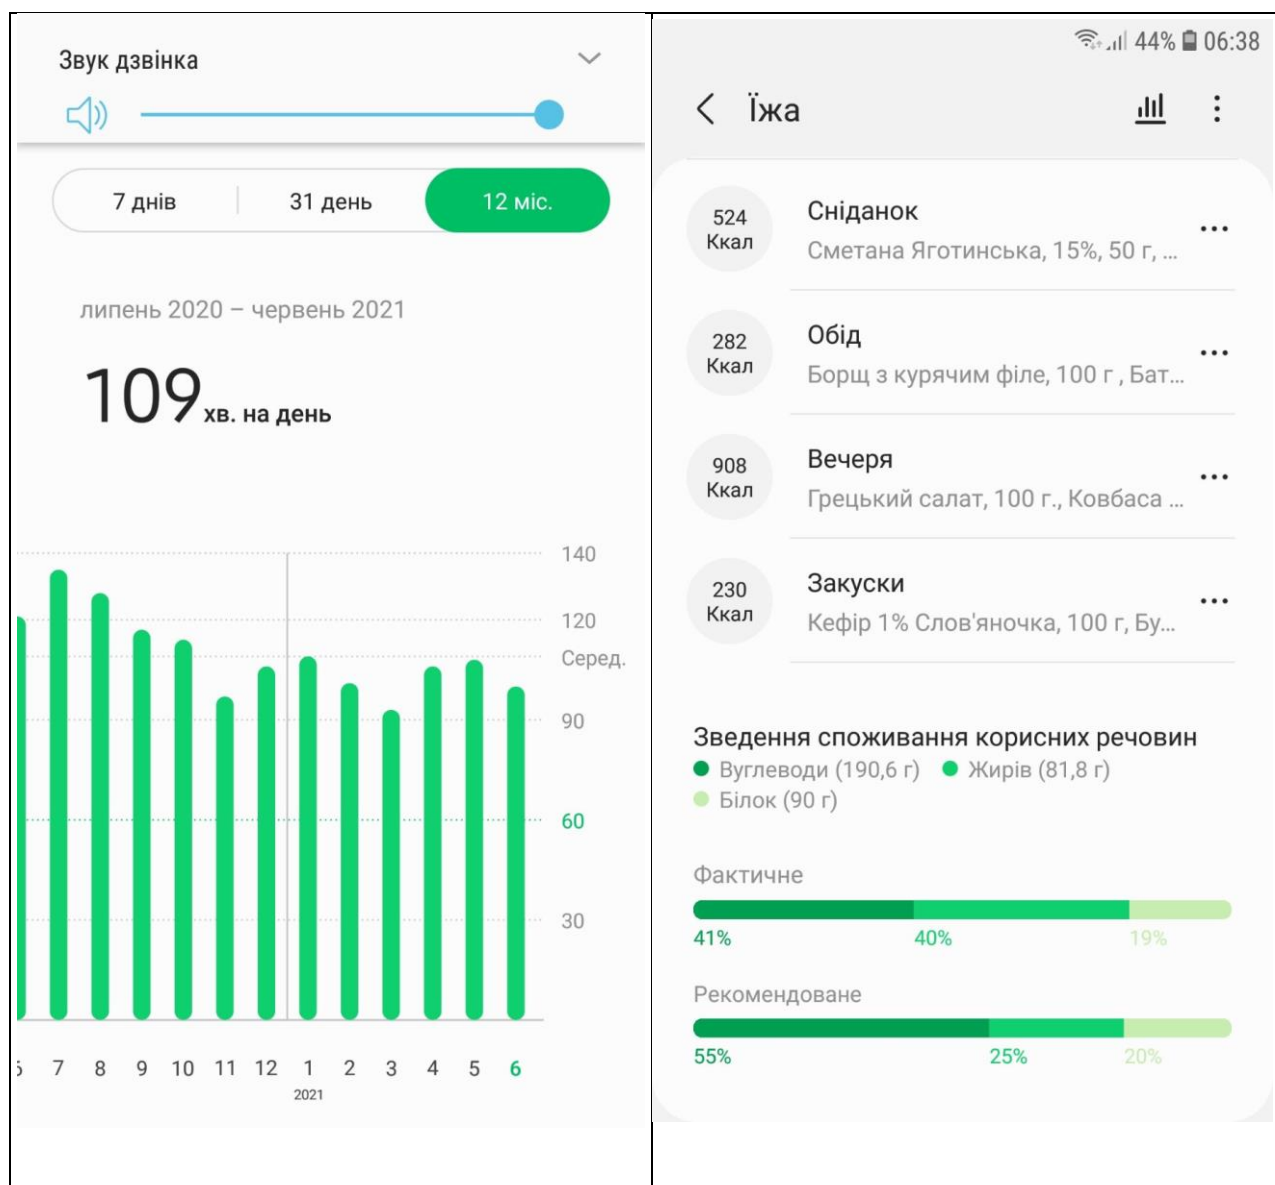 Звук дзвінка
7 днів 31 день 12 міс.
липень 2020 – червень 2021
109 хв. на день
140
120
Серед.
90
60
30
6 7 8 9 10 11 12 1 2 3 4 5 6
2021
44% 06:38
Їжа
524 Ккал
Сніданок
Сметана Яготинська, 15%, 50 г, ...
282 Ккал
Обід
Борщ з курячим філе, 100 г , Бат...
908 Ккал
Вечеря
Грецький салат, 100 г., Ковбаса ...
230 Ккал
Закуски
Кефір 1% Слов'яночка, 100 г, Бу...
Зведення споживання корисних речовин
Вуглеводи (190,6 г) Жирів (81,8 г)
Білок (90 г)
Фактичне
41% 40% 19%
Рекомендоване
55% 25% 20%